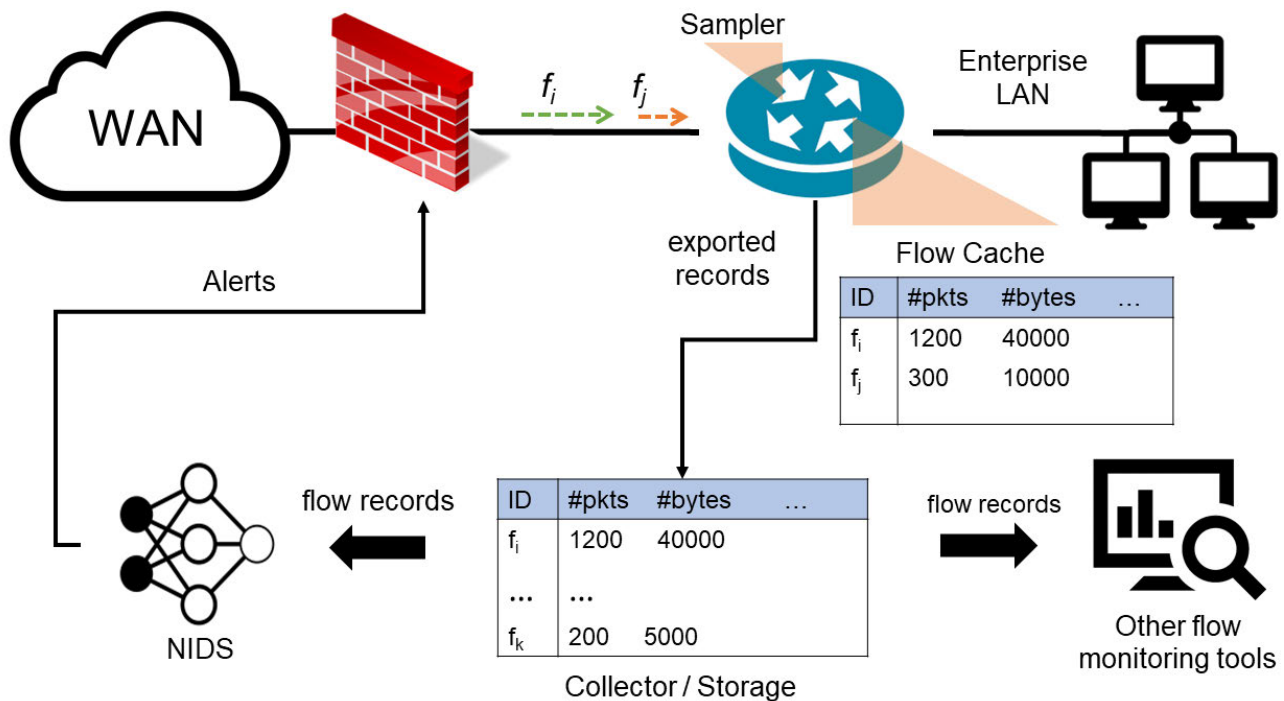 Sampler
WAN
f_i
f_j
Enterprise
LAN
exported
records
Alerts
Flow Cache
ID #pkts #bytes …
f_i 1200 40000
f_j 300 10000
flow records
ID #pkts #bytes …
f_i 1200 40000
... ...
f_k 200 5000
flow records
NIDS
Collector / Storage
Other flow
monitoring tools